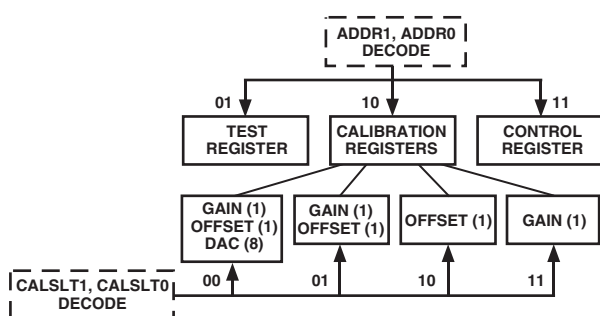 ADDR1, ADDR0
DECODE
01
10
11
TEST
REGISTER
CALIBRATION
REGISTERS
CONTROL
REGISTER
GAIN (1)
OFFSET (1)
DAC (8)
GAIN (1)
OFFSET (1)
OFFSET (1)
GAIN (1)
CALSLT1, CALSLT0
DECODE
00
01
10
11